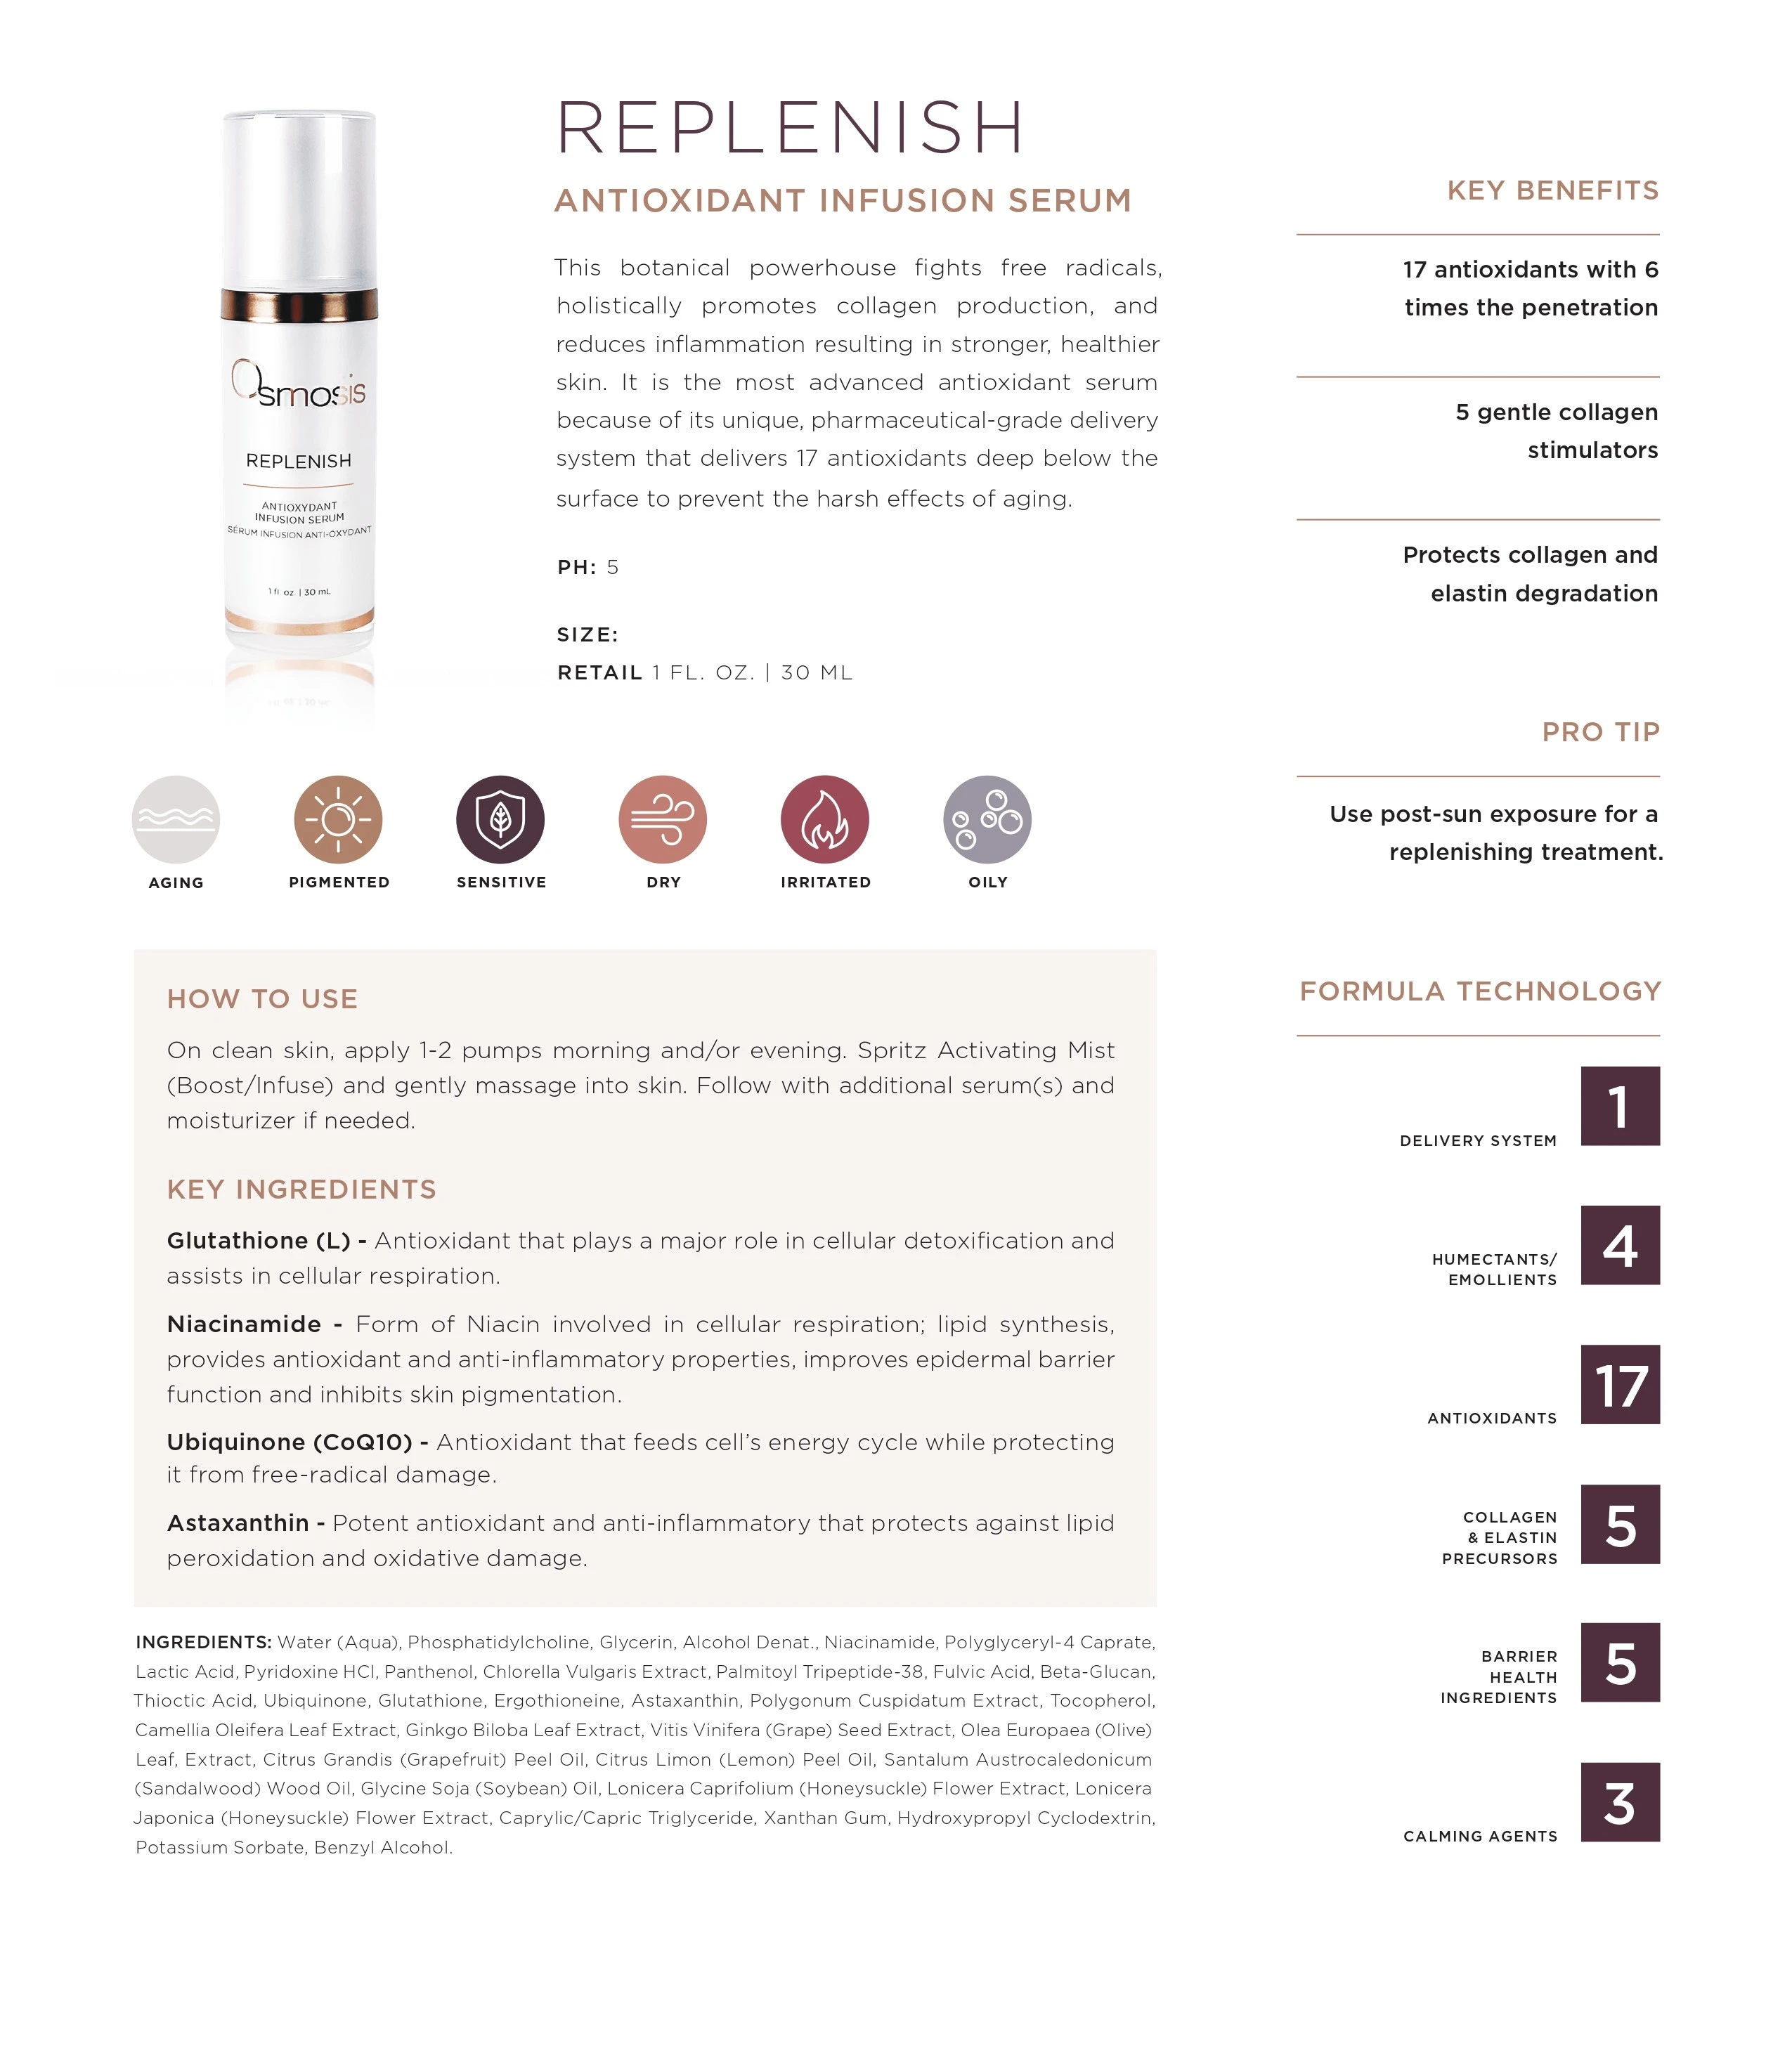 Osmosis
REPLENISH
ANTIOXYDANT
INFUSION SERUM
SÉRUM INFUSION ANTI-OXYDANT
1 fl. oz. | 30 mL
REPLENISH
ANTIOXIDANT INFUSION SERUM
This botanical powerhouse fights free radicals,
holistically promotes collagen production, and
reduces inflammation resulting in stronger, healthier
skin. It is the most advanced antioxidant serum
because of its unique, pharmaceutical-grade delivery
system that delivers 17 antioxidants deep below the
surface to prevent the harsh effects of aging.
PH: 5
SIZE:
RETAIL 1 FL. OZ. | 30 ML
KEY BENEFITS
17 antioxidants with 6
times the penetration
5 gentle collagen
stimulators
Protects collagen and
elastin degradation
PRO TIP
Use post-sun exposure for a
replenishing treatment.
AGING
PIGMENTED
SENSITIVE
DRY
IRRITATED
OILY
HOW TO USE
On clean skin, apply 1-2 pumps morning and/or evening. Spritz Activating Mist
(Boost/Infuse) and gently massage into skin. Follow with additional serum(s) and
moisturizer if needed.
KEY INGREDIENTS
Glutathione (L) - Antioxidant that plays a major role in cellular detoxification and
assists in cellular respiration.
Niacinamide - Form of Niacin involved in cellular respiration; lipid synthesis,
provides antioxidant and anti-inflammatory properties, improves epidermal barrier
function and inhibits skin pigmentation.
Ubiquinone (CoQ10) - Antioxidant that feeds cell’s energy cycle while protecting
it from free-radical damage.
Astaxanthin - Potent antioxidant and anti-inflammatory that protects against lipid
peroxidation and oxidative damage.
INGREDIENTS: Water (Aqua), Phosphatidylcholine, Glycerin, Alcohol Denat., Niacinamide, Polyglyceryl-4 Caprate,
Lactic Acid, Pyridoxine HCl, Panthenol, Chlorella Vulgaris Extract, Palmitoyl Tripeptide-38, Fulvic Acid, Beta-Glucan,
Thioctic Acid, Ubiquinone, Glutathione, Ergothioneine, Astaxanthin, Polygonum Cuspidatum Extract, Tocopherol,
Camellia Oleifera Leaf Extract, Ginkgo Biloba Leaf Extract, Vitis Vinifera (Grape) Seed Extract, Olea Europaea (Olive)
Leaf, Extract, Citrus Grandis (Grapefruit) Peel Oil, Citrus Limon (Lemon) Peel Oil, Santalum Austrocaledonicum
(Sandalwood) Wood Oil, Glycine Soja (Soybean) Oil, Lonicera Caprifolium (Honeysuckle) Flower Extract, Lonicera
Japonica (Honeysuckle) Flower Extract, Caprylic/Capric Triglyceride, Xanthan Gum, Hydroxypropyl Cyclodextrin,
Potassium Sorbate, Benzyl Alcohol.
FORMULA TECHNOLOGY
DELIVERY SYSTEM 1
HUMECTANTS/
EMOLLIENTS 4
ANTIOXIDANTS 17
COLLAGEN
& ELASTIN
PRECURSORS 5
BARRIER
HEALTH
INGREDIENTS 5
CALMING AGENTS 3